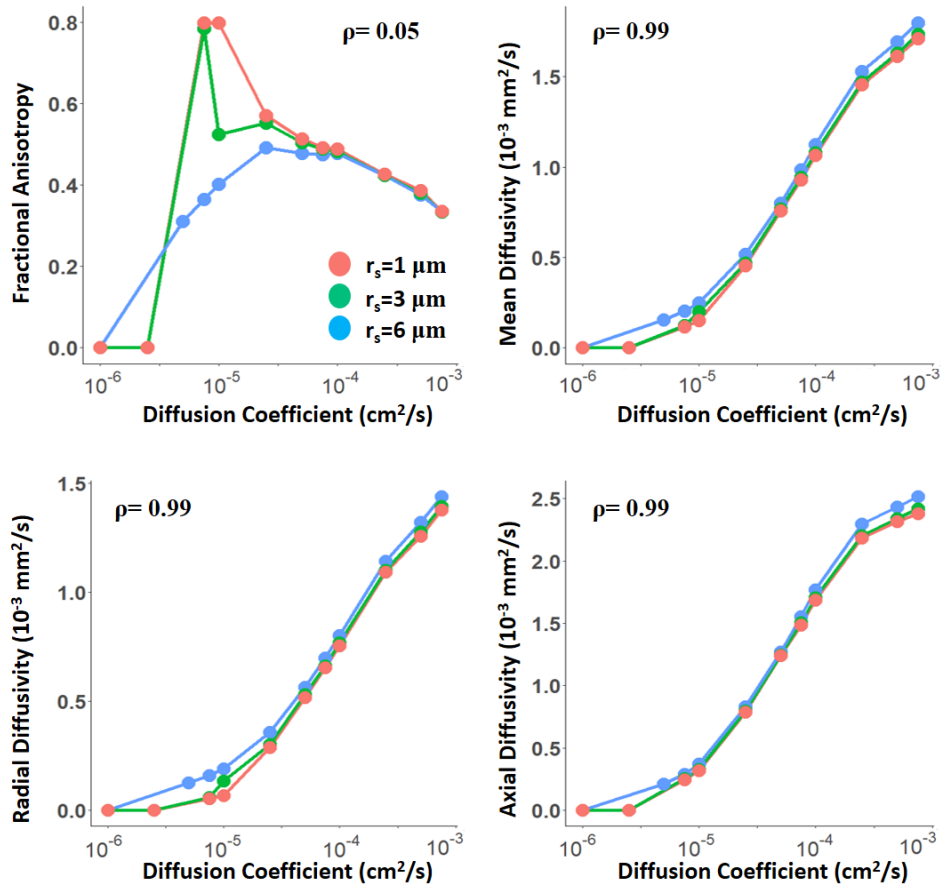 ρ= 0.05
0.8
0.6
0.4
0.2
0.0
Fractional Anisotropy
r_s=1 μm
r_s=3 μm
r_s=6 μm
10⁻⁶ 10⁻⁵ 10⁻⁴ 10⁻³
Diffusion Coefficient (cm²/s)
ρ= 0.99
1.5
1.0
0.5
0.0
Mean Diffusivity (10⁻³ mm²/s)
10⁻⁶ 10⁻⁵ 10⁻⁴ 10⁻³
Diffusion Coefficient (cm²/s)
ρ= 0.99
1.5
1.0
0.5
0.0
Radial Diffusivity (10⁻³ mm²/s)
10⁻⁶ 10⁻⁵ 10⁻⁴ 10⁻³
Diffusion Coefficient (cm²/s)
ρ= 0.99
2.5
2.0
1.5
1.0
0.5
0.0
Axial Diffusivity (10⁻³ mm²/s)
10⁻⁶ 10⁻⁵ 10⁻⁴ 10⁻³
Diffusion Coefficient (cm²/s)